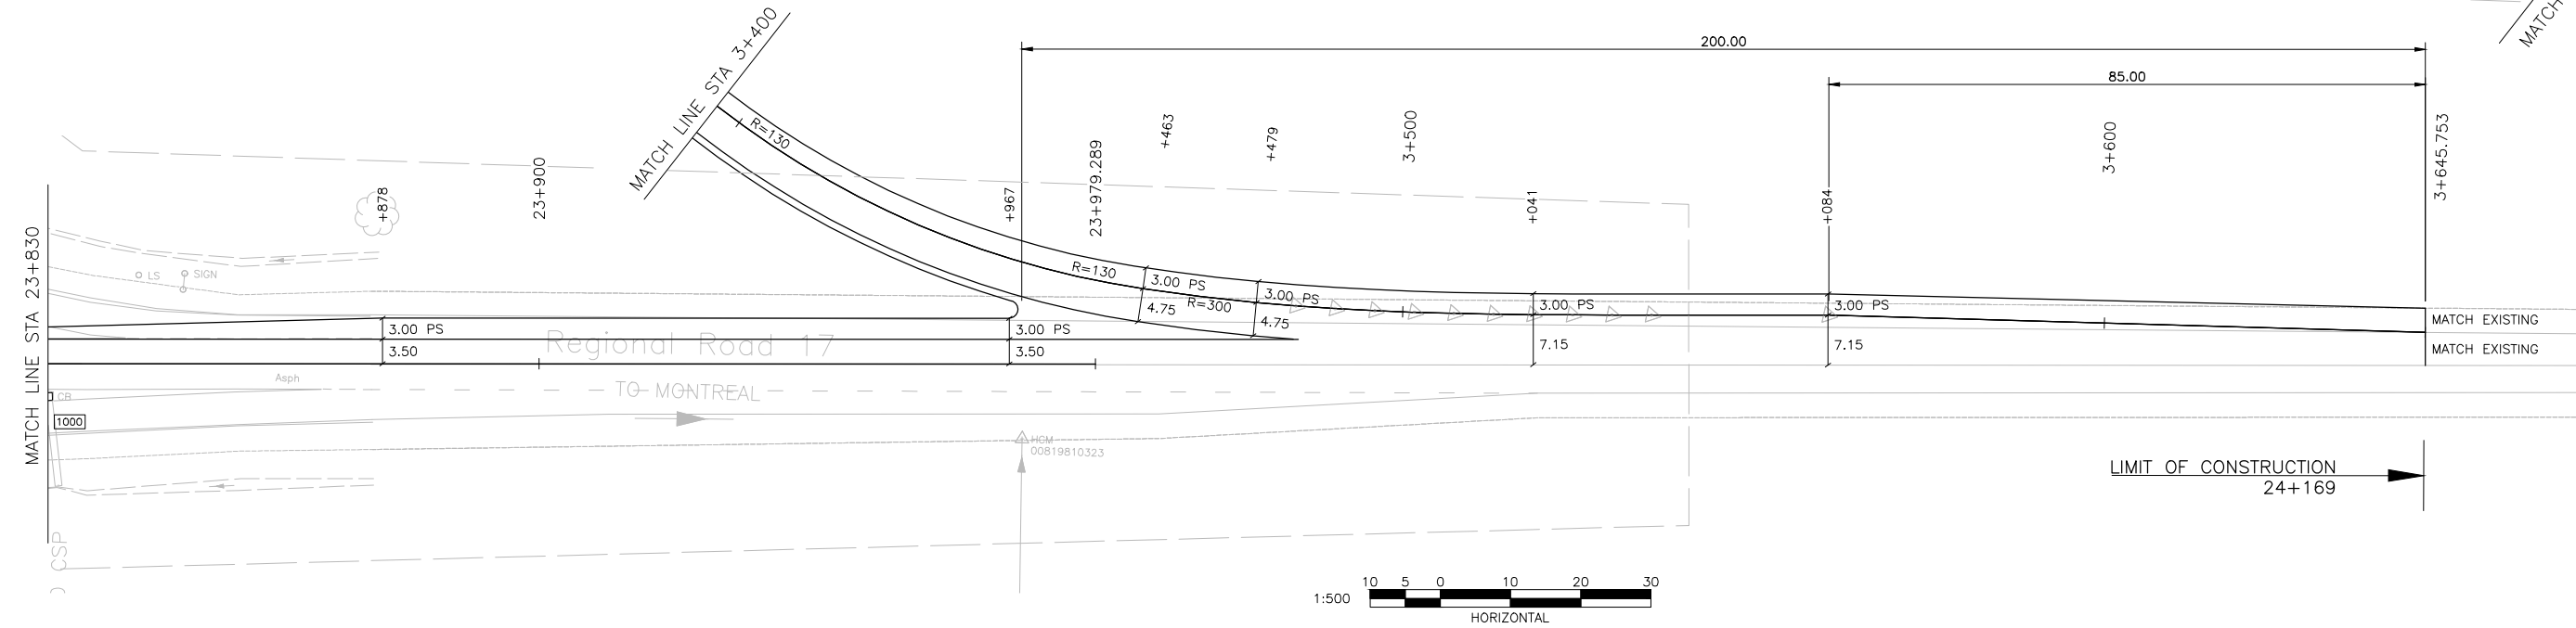 MATCH
MATCH LINE STA 3+400
200.00
85.00
R=130
+463
+479
3+500
3+600
3+645.753
23+979.289
23+900
+878
+967
+041
+084
MATCH LINE STA 23+830
LS
SIGN
R=130
3.00 PS
3.00 PS
R=300
4.75
4.75
3.00 PS
3.00 PS
MATCH EXISTING
3.00 PS
3.00 PS
Regional Road 17
3.50
3.50
7.15
7.15
MATCH EXISTING
Asph
TO MONTREAL
CB
1000
HCM
00819810323
LIMIT OF CONSTRUCTION
24+169
CSP
10 5 0 10 20 30
1:500
HORIZONTAL